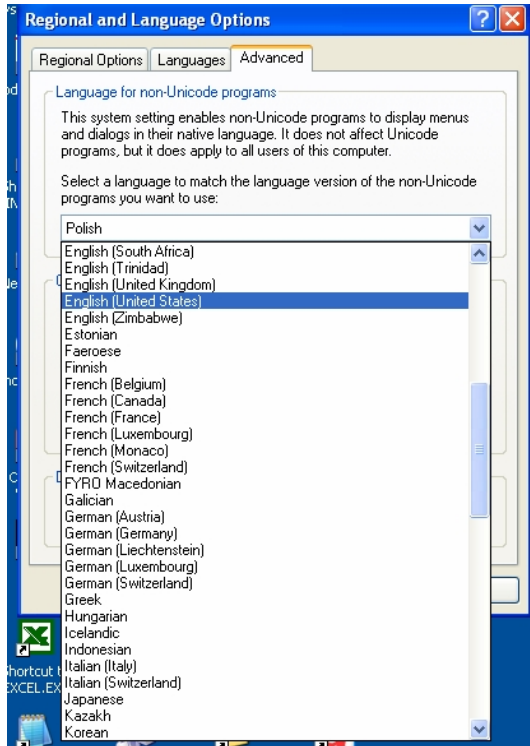 Regional and Language Options
Regional Options Languages Advanced
Language for non-Unicode programs
This system setting enables non-Unicode programs to display menus
and dialogs in their native language. It does not affect Unicode
programs, but it does apply to all users of this computer.
Select a language to match the language version of the non-Unicode
programs you want to use:
Polish
English (South Africa)
English (Trinidad)
English (United Kingdom)
English (United States)
English (Zimbabwe)
Estonian
Faeroese
Finnish
French (Belgium)
French (Canada)
French (France)
French (Luxembourg)
French (Monaco)
French (Switzerland)
FYRO Macedonian
Galician
German (Austria)
German (Germany)
German (Liechtenstein)
German (Luxembourg)
German (Switzerland)
Greek
Hungarian
Icelandic
Indonesian
Italian (Italy)
Italian (Switzerland)
Japanese
Kazakh
Korean
Shortcut t
EXCEL.EX